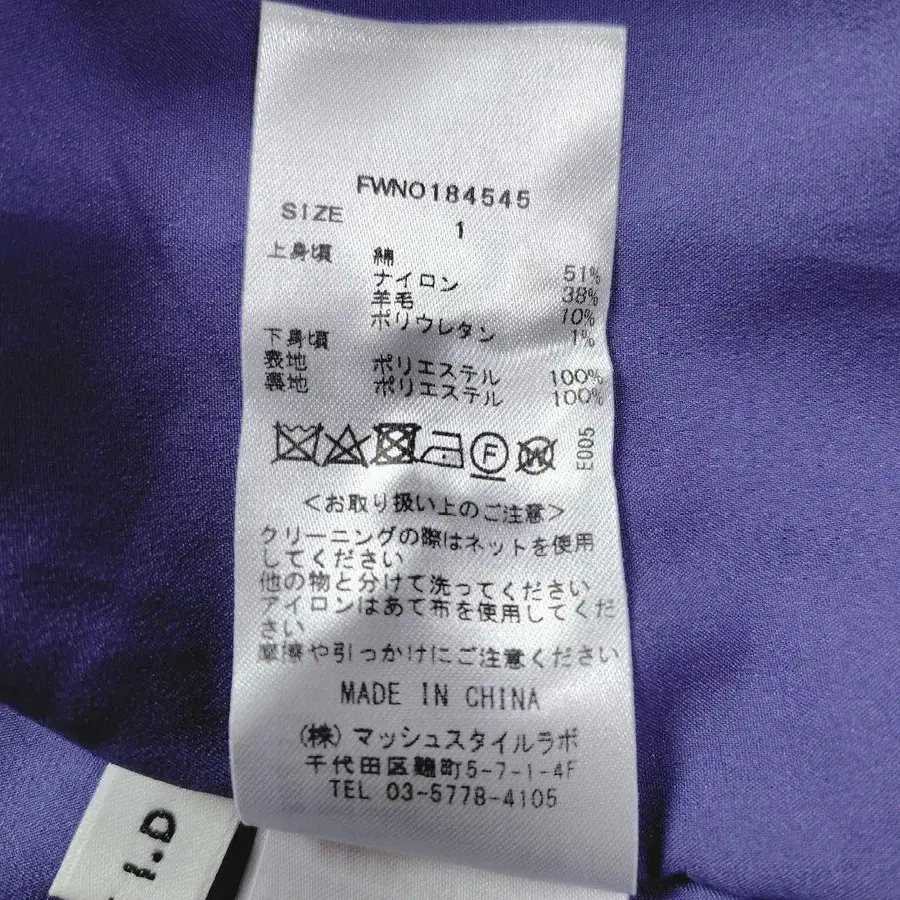 FWNO184545
SIZE 1
上身頃 綿 51%
ナイロン 38%
羊毛 10%
ポリウレタン 1%
下身頃
表地 ポリエステル 100%
裏地 ポリエステル 100%
F W E005
<お取り扱い上のご注意>
クリーニングの際はネットを使用
してください
他の物と分けて洗ってください
アイロンはあて布を使用してくだ
さい
摩擦や引っかけにご注意ください
MADE IN CHINA
(株)マッシュスタイルラボ
千代田区麹町5-7-1-4F
TEL 03-5778-4105
I.D